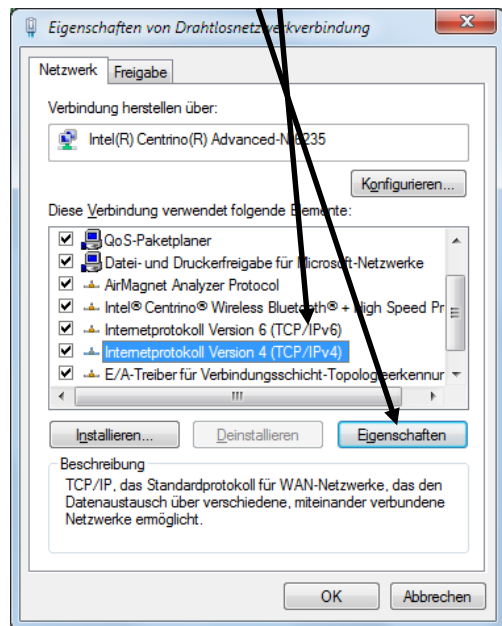 Eigenschaften von Drahtlosnetzwerkverbindung
Netzwerk Freigabe
Verbindung herstellen über:
Intel(R) Centrino(R) Advanced-N 6235
Konfigurieren...
Diese Verbindung verwendet folgende Elemente:
QoS-Paketplaner
Datei- und Druckerfreigabe für Microsoft-Netzwerke
AirMagnet Analyzer Protocol
Intel® Centrino® Wireless Bluetooth® + High Speed Pr
Internetprotokoll Version 6 (TCP/IPv6)
Internetprotokoll Version 4 (TCP/IPv4)
E/A-Treiber für Verbindungsschicht-Topologieerkennur
Installieren... Deinstallieren Eigenschaften
Beschreibung
TCP/IP, das Standardprotokoll für WAN-Netzwerke, das den
Datenaustausch über verschiedene, miteinander verbundene
Netzwerke ermöglicht.
OK Abbrechen